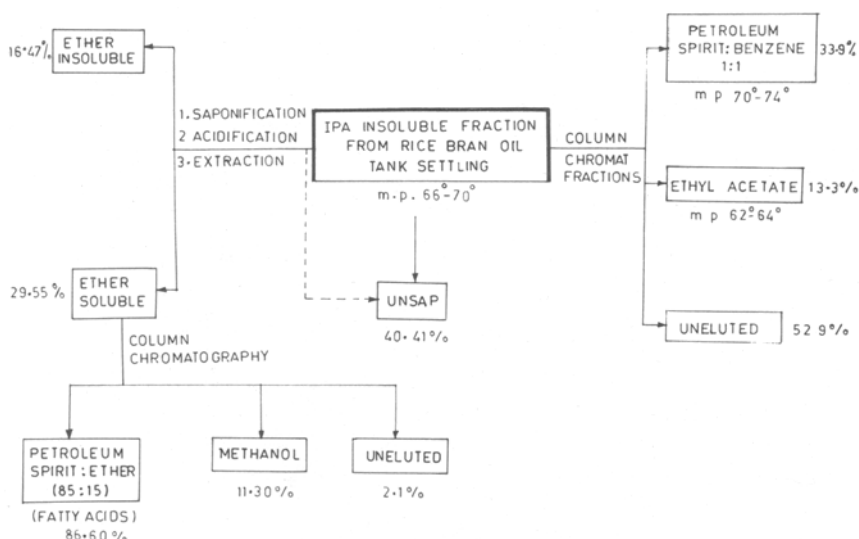 16·47%
ETHER
INSOLUBLE
1. SAPONIFICATION
2 ACIDIFICATION
3·EXTRACTION
IPA INSOLUBLE FRACTION
FROM RICE BRAN OIL
TANK SETTLING
m.p. 66°-70°
COLUMN
CHROMAT
FRACTIONS
PETROLEUM
SPIRIT:BENZENE
1:1
33·9%
m p 70°-74°
ETHYL ACETATE
13·3%
m p 62°-64°
UNELUTED
52 9%
29·55%
ETHER
SOLUBLE
UNSAP
40·41%
COLUMN
CHROMATOGRAPHY
PETROLEUM
SPIRIT:ETHER
(85:15)
(FATTY ACIDS)
86·60%
METHANOL
11·30%
UNELUTED
2·1%